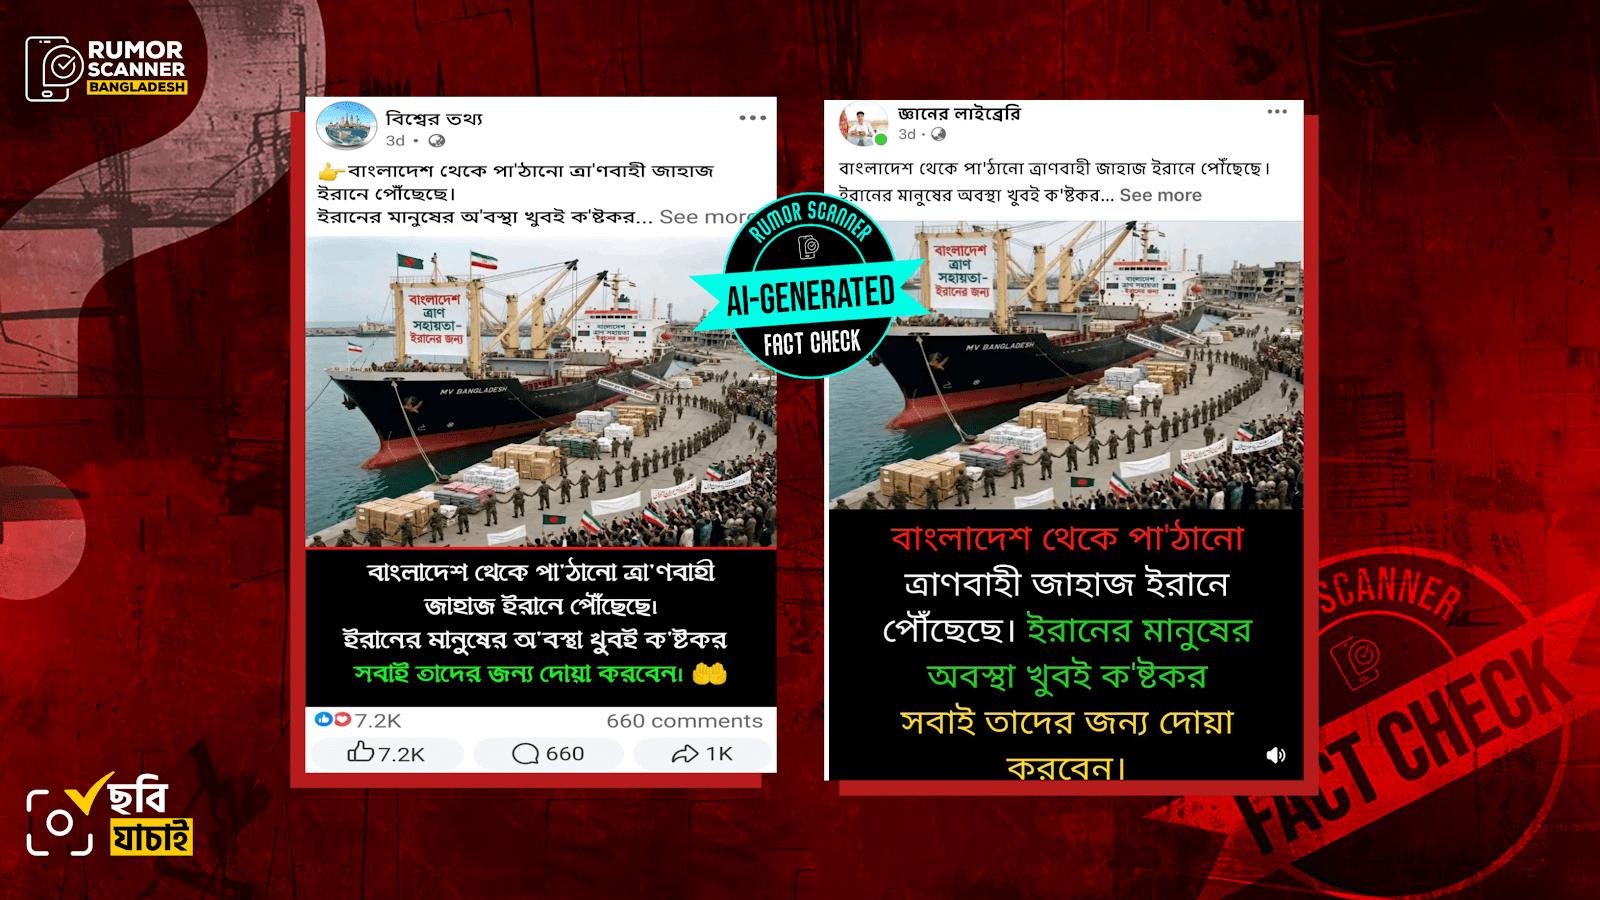 RUMOR
SCANNER
BANGLADESH
বিশ্বের তথ্য
3d
👉বাংলাদেশ থেকে পা'ঠানো ত্রা'ণবাহী জাহাজ
ইরানে পৌঁছেছে।
ইরানের মানুষের অ'বস্থা খুবই ক'ষ্টকর... See more
বাংলাদেশ
ত্রাণ
সহায়তা-
ইরানের জন্য
বাংলাদেশ
ত্রাণ
সহায়তা
MV BANGLADESH
বাংলাদেশ থেকে পা'ঠানো ত্রা'ণবাহী
জাহাজ ইরানে পৌঁছেছে।
ইরানের মানুষের অ'বস্থা খুবই ক'ষ্টকর
সবাই তাদের জন্য দোয়া করবেন। 🤲
7.2K 660 comments
7.2K 660 1K
RUMOR SCANNER
AI-GENERATED
FACT CHECK
জ্ঞানের লাইব্রেরি
3d
বাংলাদেশ থেকে পা'ঠানো ত্রাণবাহী জাহাজ ইরানে পৌঁছেছে।
ইরানের মানুষের অবস্থা খুবই ক'ষ্টকর... See more
বাংলাদেশ
ত্রাণ
সহায়তা-
ইরানের জন্য
MV BANGLADESH
বাংলাদেশ থেকে পা'ঠানো
ত্রাণবাহী জাহাজ ইরানে
পৌঁছেছে। ইরানের মানুষের
অবস্থা খুবই ক'ষ্টকর
সবাই তাদের জন্য দোয়া
করবেন।
SCANNER
FACT CHECK
ছবি
যাচাই